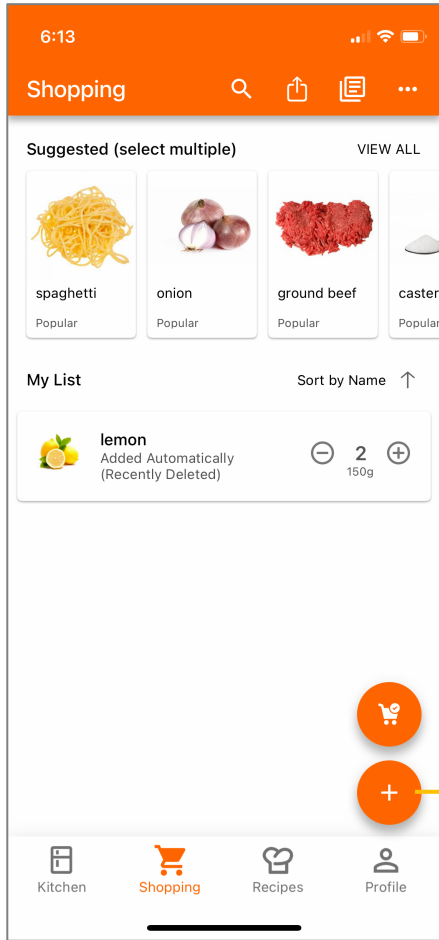 6:13
Shopping
Suggested (select multiple)
VIEW ALL
spaghetti
Popular
onion
Popular
ground beef
Popular
caster
Popular
My List
Sort by Name
lemon
Added Automatically
(Recently Deleted)
2
150g
Kitchen
Shopping
Recipes
Profile